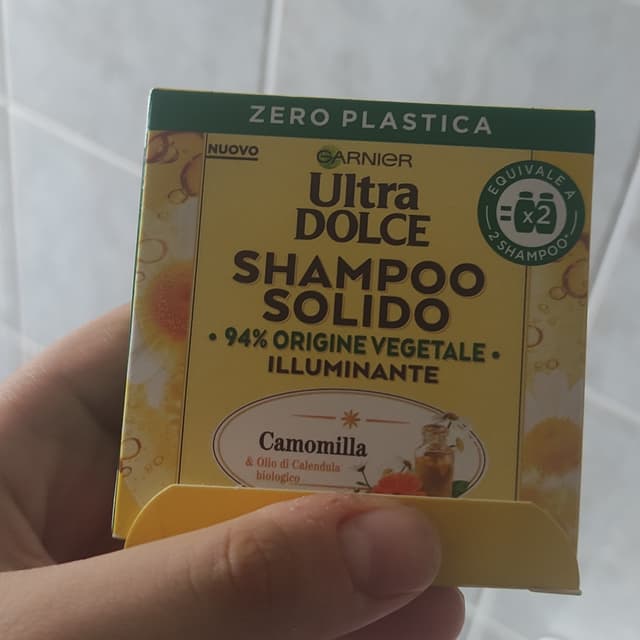 ZERO PLASTICA
NUOVO
GARNIER
Ultra
DOLCE
EQUIVALE A
x2
2 SHAMPOO*
SHAMPOO
SOLIDO
• 94% ORIGINE VEGETALE •
ILLUMINANTE
Camomilla
& Olio di Calendula
biologico